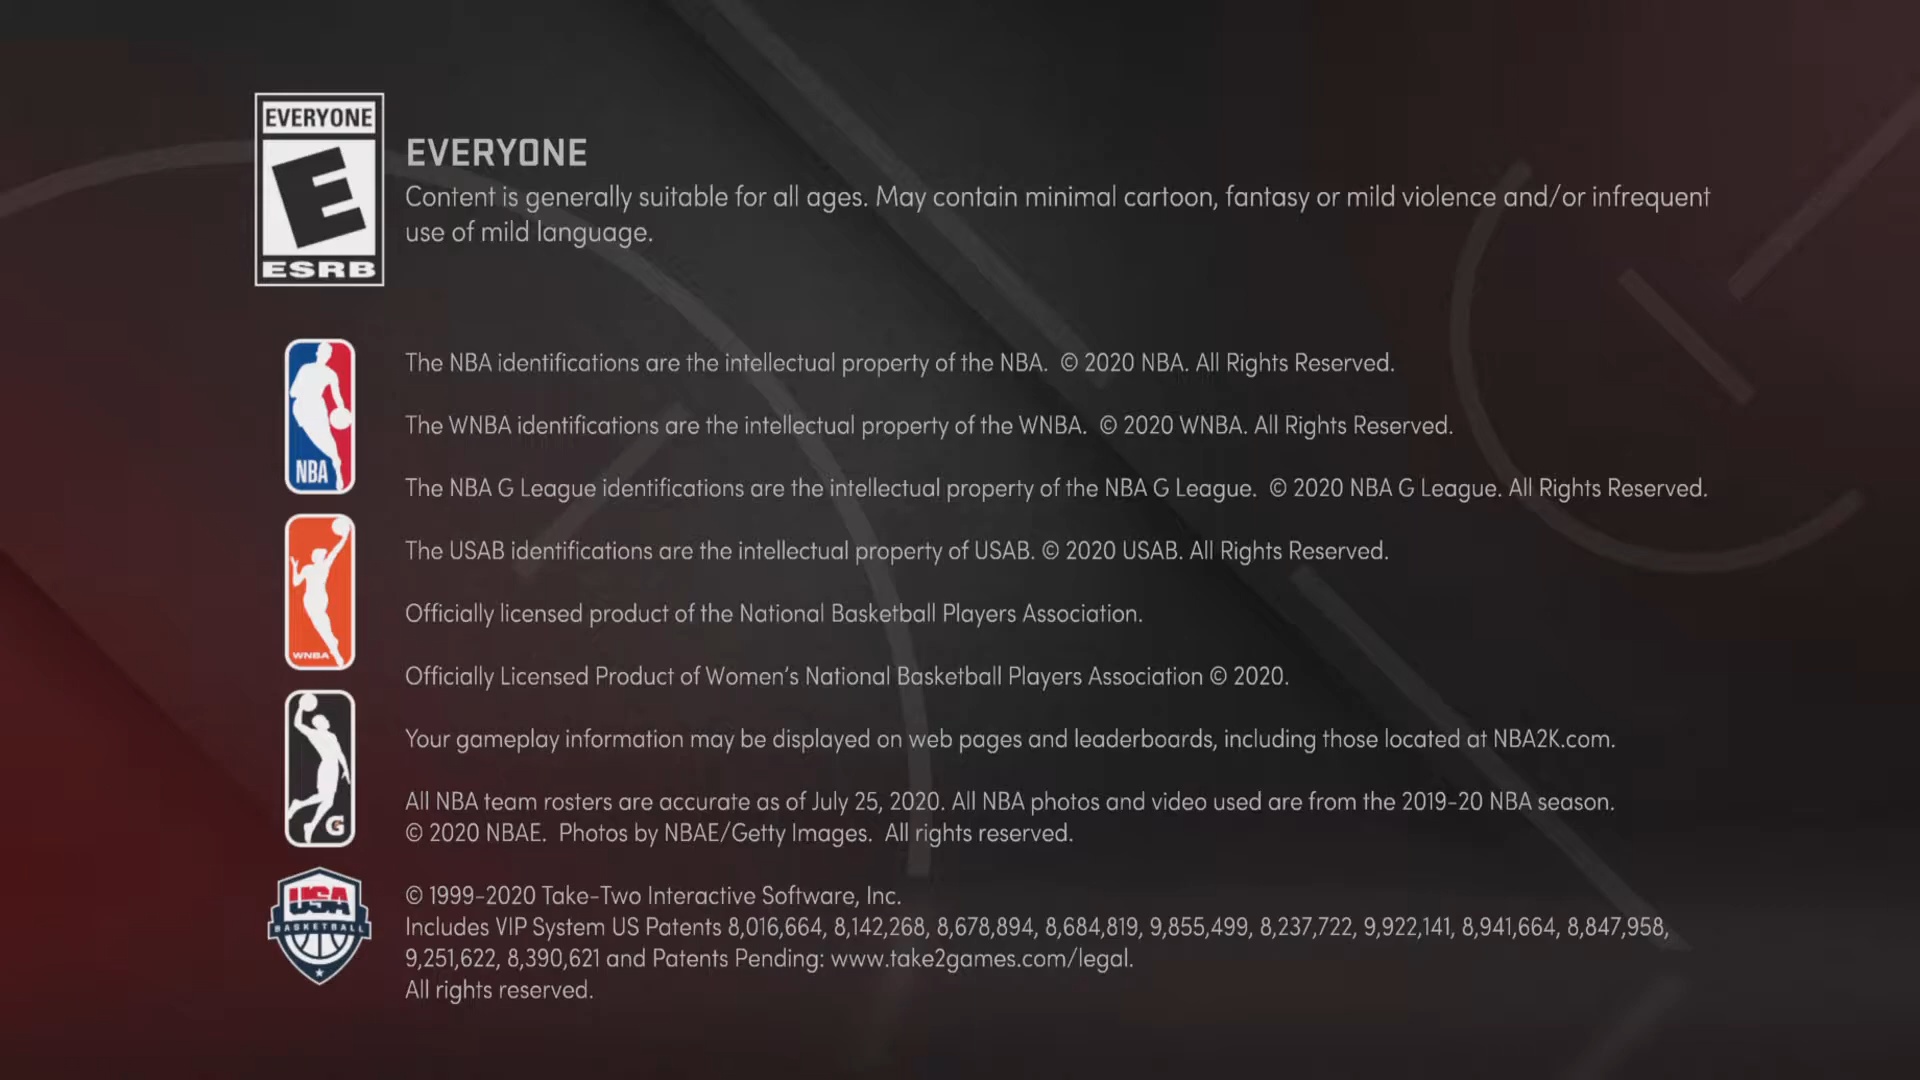 EVERYONE
E
ESRB
EVERYONE
Content is generally suitable for all ages. May contain minimal cartoon, fantasy or mild violence and/or infrequent
use of mild language.
NBA
The NBA identifications are the intellectual property of the NBA.  © 2020 NBA. All Rights Reserved.
The WNBA identifications are the intellectual property of the WNBA.  © 2020 WNBA. All Rights Reserved.
The NBA G League identifications are the intellectual property of the NBA G League.  © 2020 NBA G League. All Rights Reserved.
WNBA
The USAB identifications are the intellectual property of USAB. © 2020 USAB. All Rights Reserved.
Officially licensed product of the National Basketball Players Association.
Officially Licensed Product of Women's National Basketball Players Association © 2020.
G
Your gameplay information may be displayed on web pages and leaderboards, including those located at NBA2K.com.
All NBA team rosters are accurate as of July 25, 2020. All NBA photos and video used are from the 2019-20 NBA season.
© 2020 NBAE.  Photos by NBAE/Getty Images.  All rights reserved.
USA
BASKETBALL
© 1999-2020 Take-Two Interactive Software, Inc.
Includes VIP System US Patents 8,016,664, 8,142,268, 8,678,894, 8,684,819, 9,855,499, 8,237,722, 9,922,141, 8,941,664, 8,847,958,
9,251,622, 8,390,621 and Patents Pending: www.take2games.com/legal.
All rights reserved.